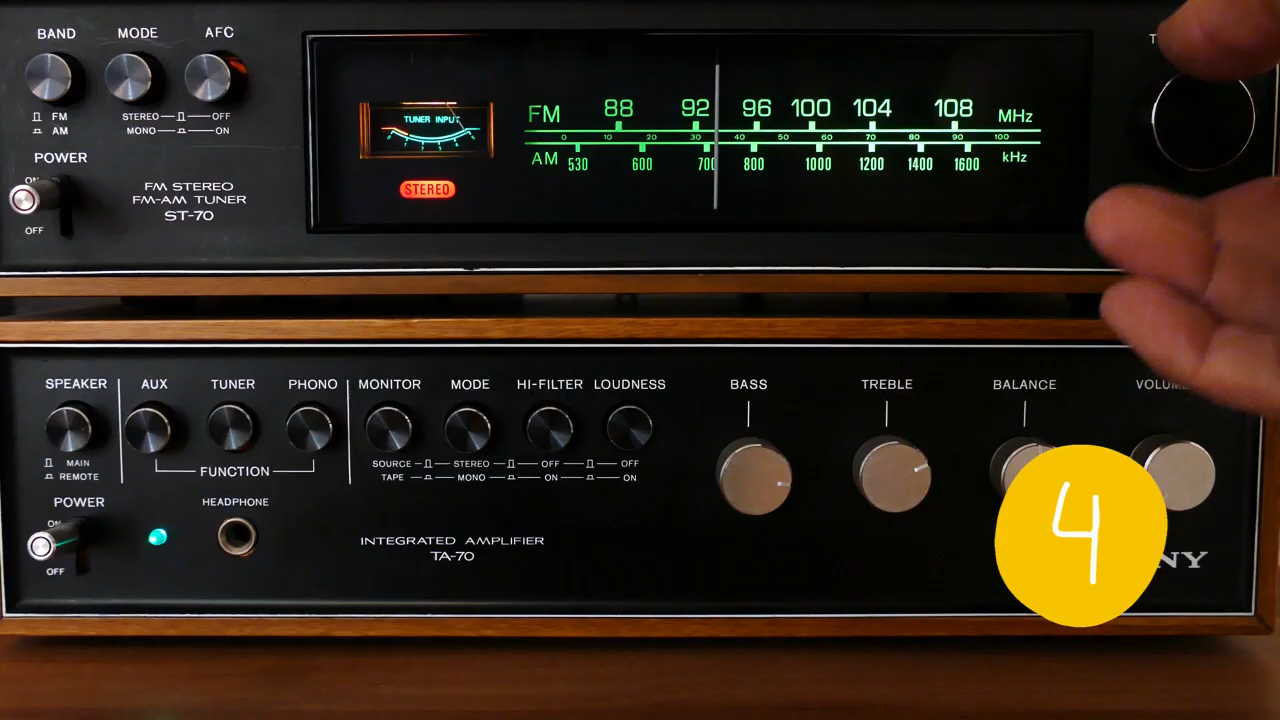 BAND MODE AFC
FM STEREO OFF
AM MONO ON
POWER
ON
OFF
FM STEREO
FM-AM TUNER
ST-70
TUNER INPUT
STEREO
FM 88 92 96 100 104 108 MHz
0 10 20 30 40 50 60 70 80 90 100
AM 530 600 700 800 1000 1200 1400 1600 kHz
SPEAKER AUX TUNER PHONO MONITOR MODE HI-FILTER LOUDNESS BASS TREBLE BALANCE VOLUME
MAIN FUNCTION SOURCE STEREO OFF OFF
REMOTE TAPE MONO ON ON
POWER HEADPHONE
ON
OFF
INTEGRATED AMPLIFIER
TA-70
4
NY